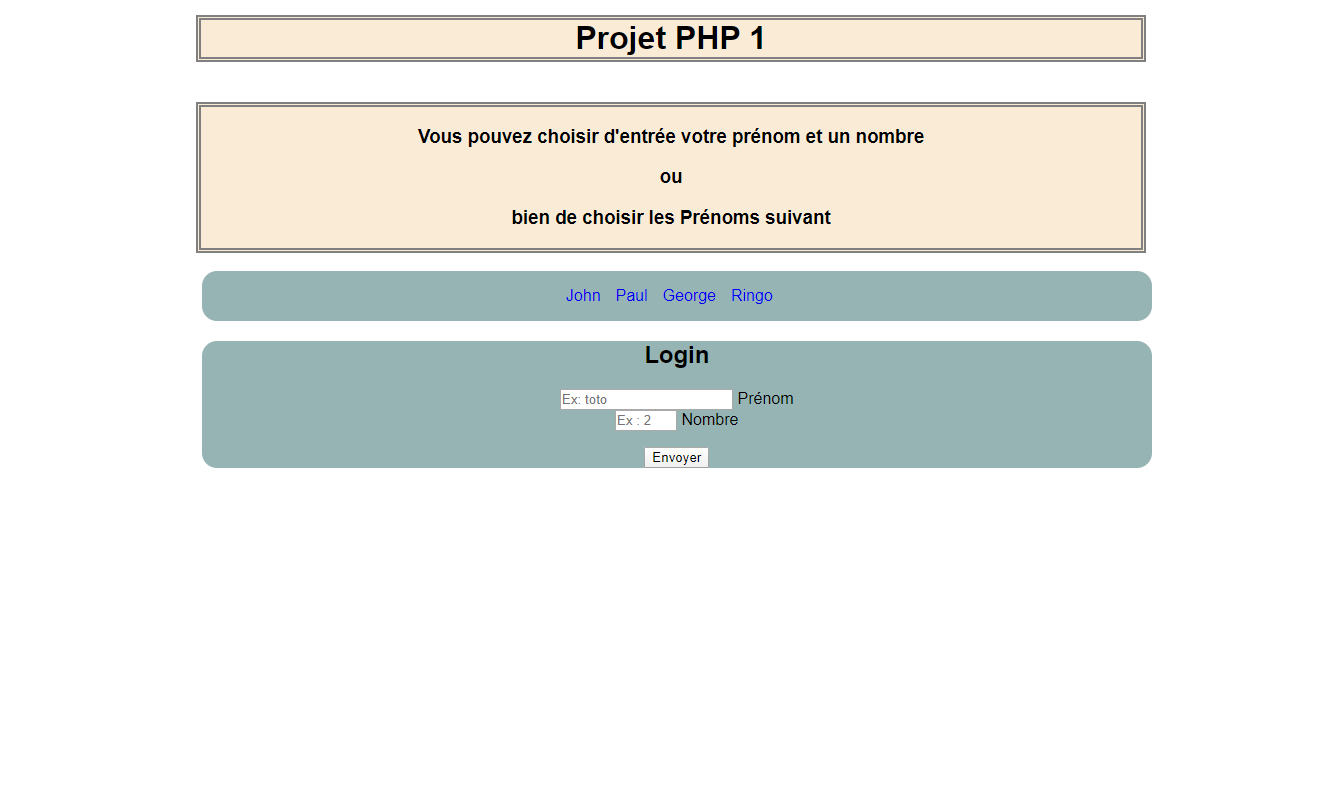 Projet PHP 1
Vous pouvez choisir d'entrée votre prénom et un nombre
ou
bien de choisir les Prénoms suivant
John Paul George Ringo
Login
Ex: toto Prénom
Ex : 2 Nombre
Envoyer